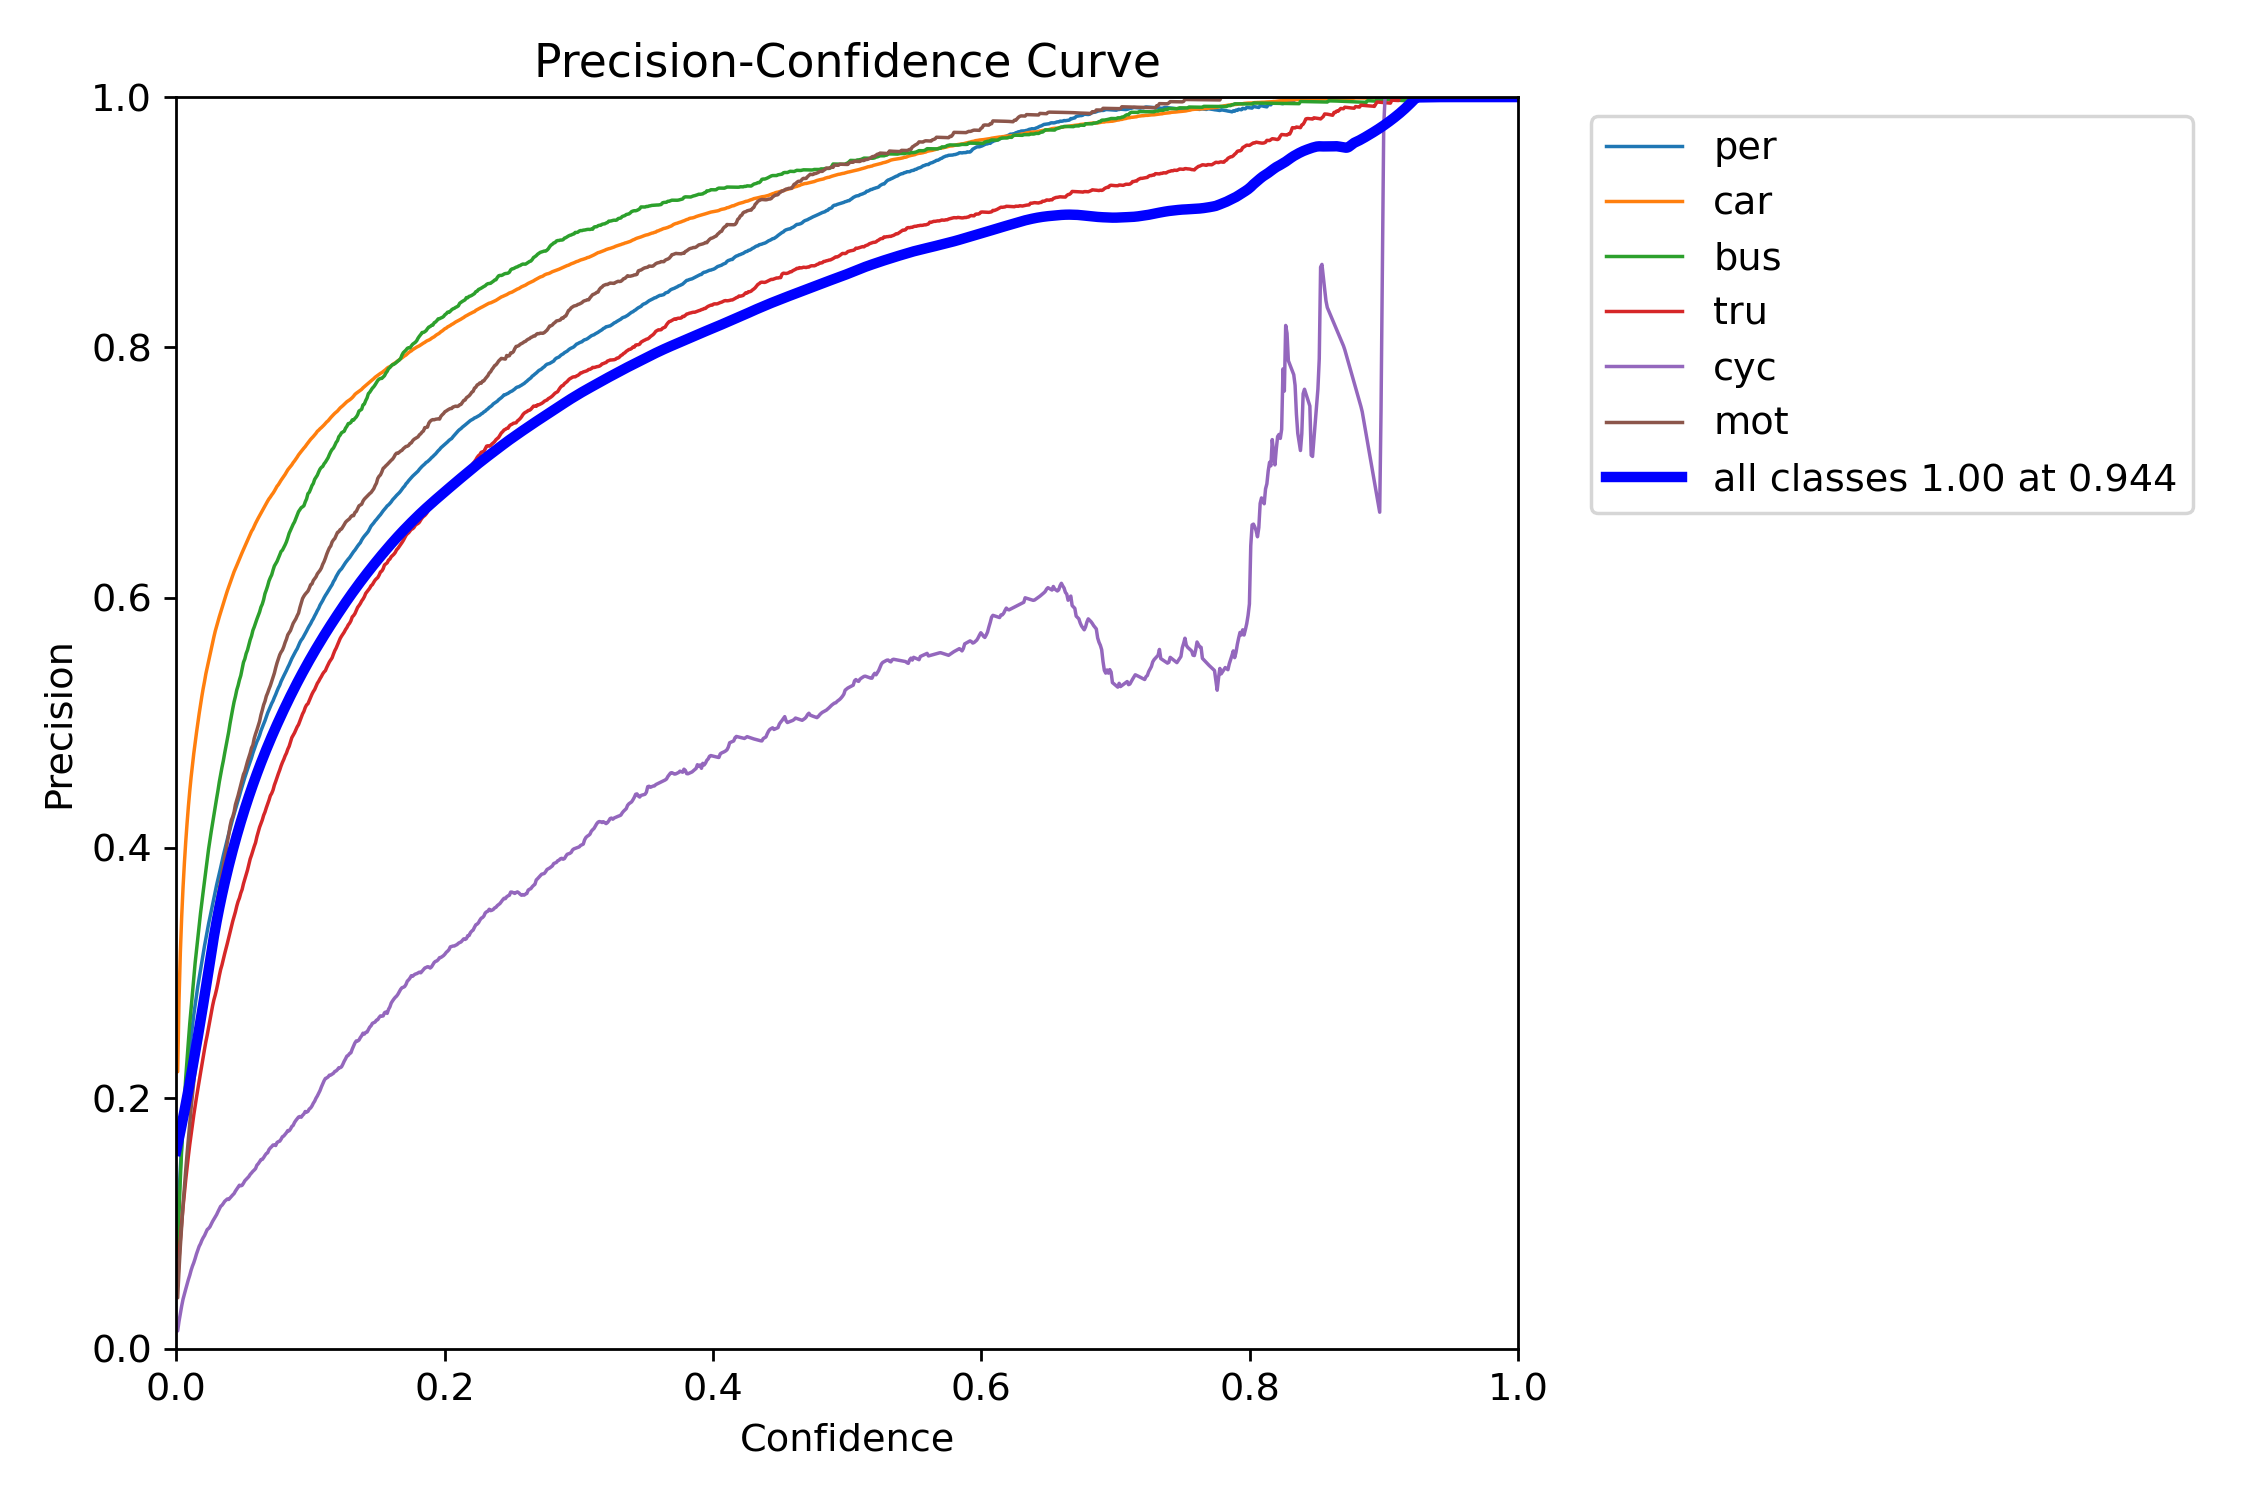 Precision-Confidence Curve
1.0
0.8
0.6
0.4
0.2
0.0
Precision
0.0 0.2 0.4 0.6 0.8 1.0
Confidence
per
car
bus
tru
cyc
mot
all classes 1.00 at 0.944